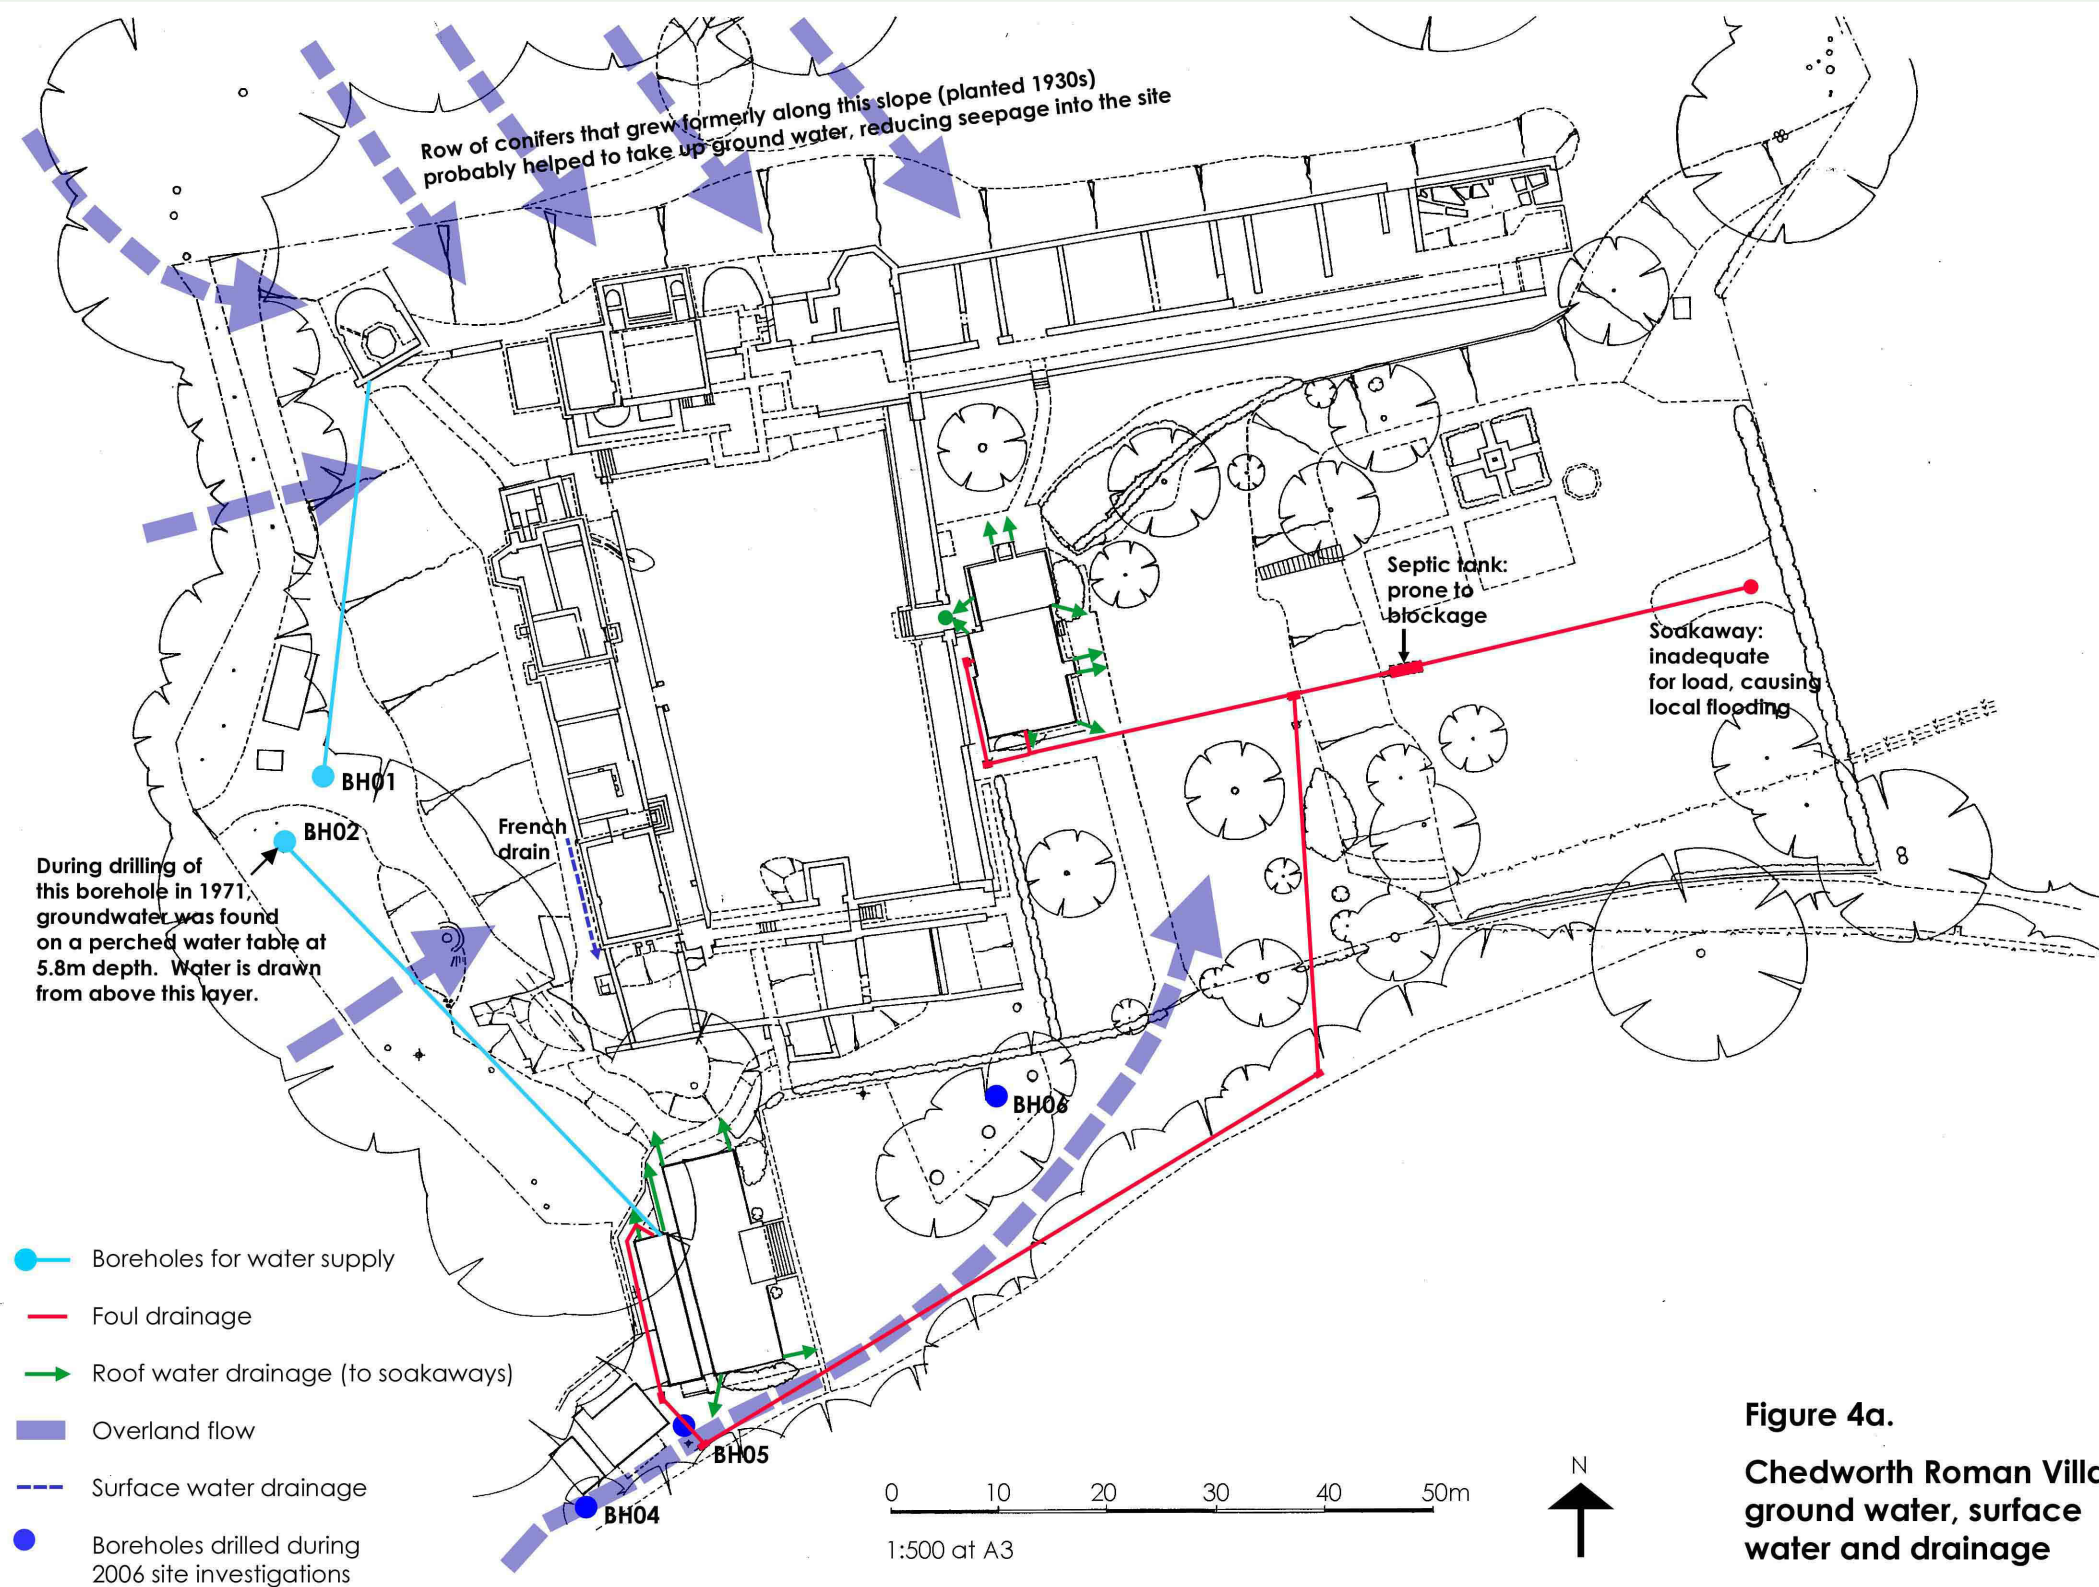 Row of conifers that grew formerly along this slope (planted 1930s)
probably helped to take up ground water, reducing seepage into the site
Septic tank:
prone to
blockage
Soakaway:
inadequate
for load, causing
local flooding
BH01
BH02
French
drain
During drilling of
this borehole in 1971,
groundwater was found
on a perched water table at
5.8m depth. Water is drawn
from above this layer.
BH06
BH05
BH04
Boreholes for water supply
Foul drainage
Roof water drainage (to soakaways)
Overland flow
Surface water drainage
Boreholes drilled during
2006 site investigations
0 10 20 30 40 50m
1:500 at A3
N
Figure 4a.
Chedworth Roman Villa
ground water, surface
water and drainage